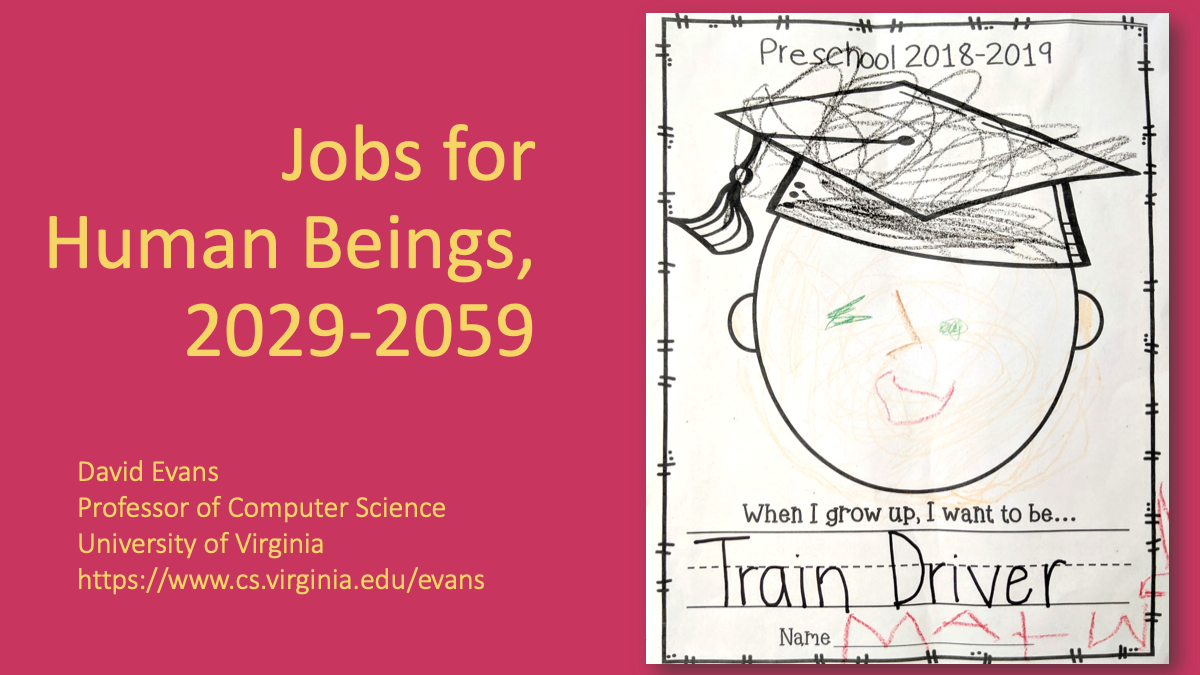 Jobs for
Human Beings,
2029-2059
David Evans
Professor of Computer Science
University of Virginia
https://www.cs.virginia.edu/evans
Preschool 2018-2019
When I grow up, I want to be...
Train Driver
Name